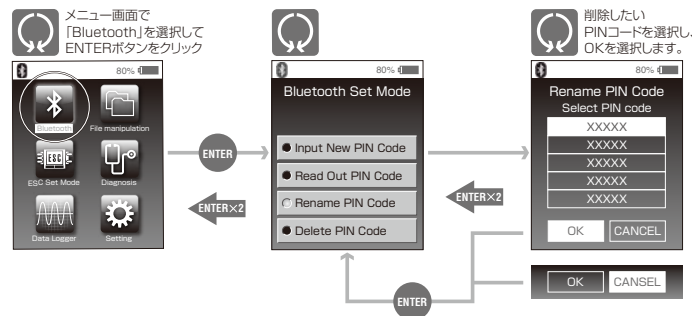 メニュー画面で
「Bluetooth」を選択して
ENTERボタンをクリック
80%
Bluetooth
File manipulation
ESC
ESC Set Mode
Diagnosis
Data Logger
Setting
ENTER
ENTER×2
80%
Bluetooth Set Mode
Input New PIN Code
Read Out PIN Code
Rename PIN Code
Delete PIN Code
ENTER×2
ENTER
削除したい
PINコードを選択し、
OKを選択します。
80%
Rename PIN Code
Select PIN code
XXXXX
XXXXX
XXXXX
XXXXX
XXXXX
OK CANCEL
OK CANSEL